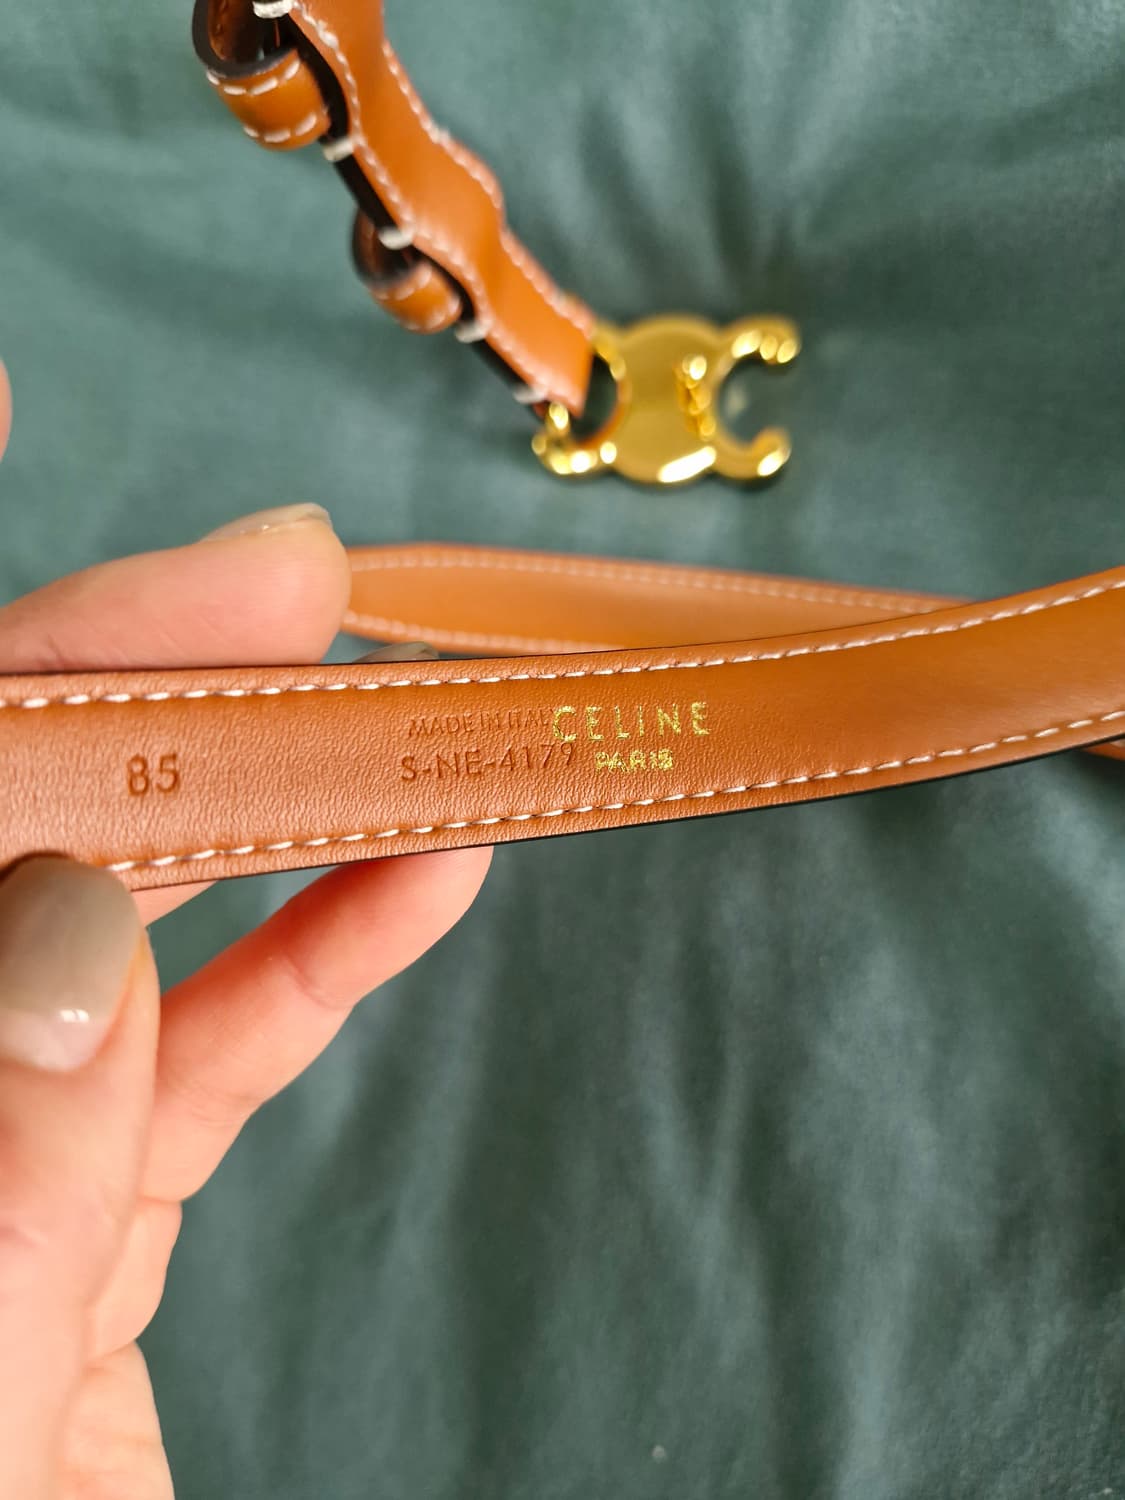 85
MADE IN ITALY
S-NE-4179
CELINE
PARIS